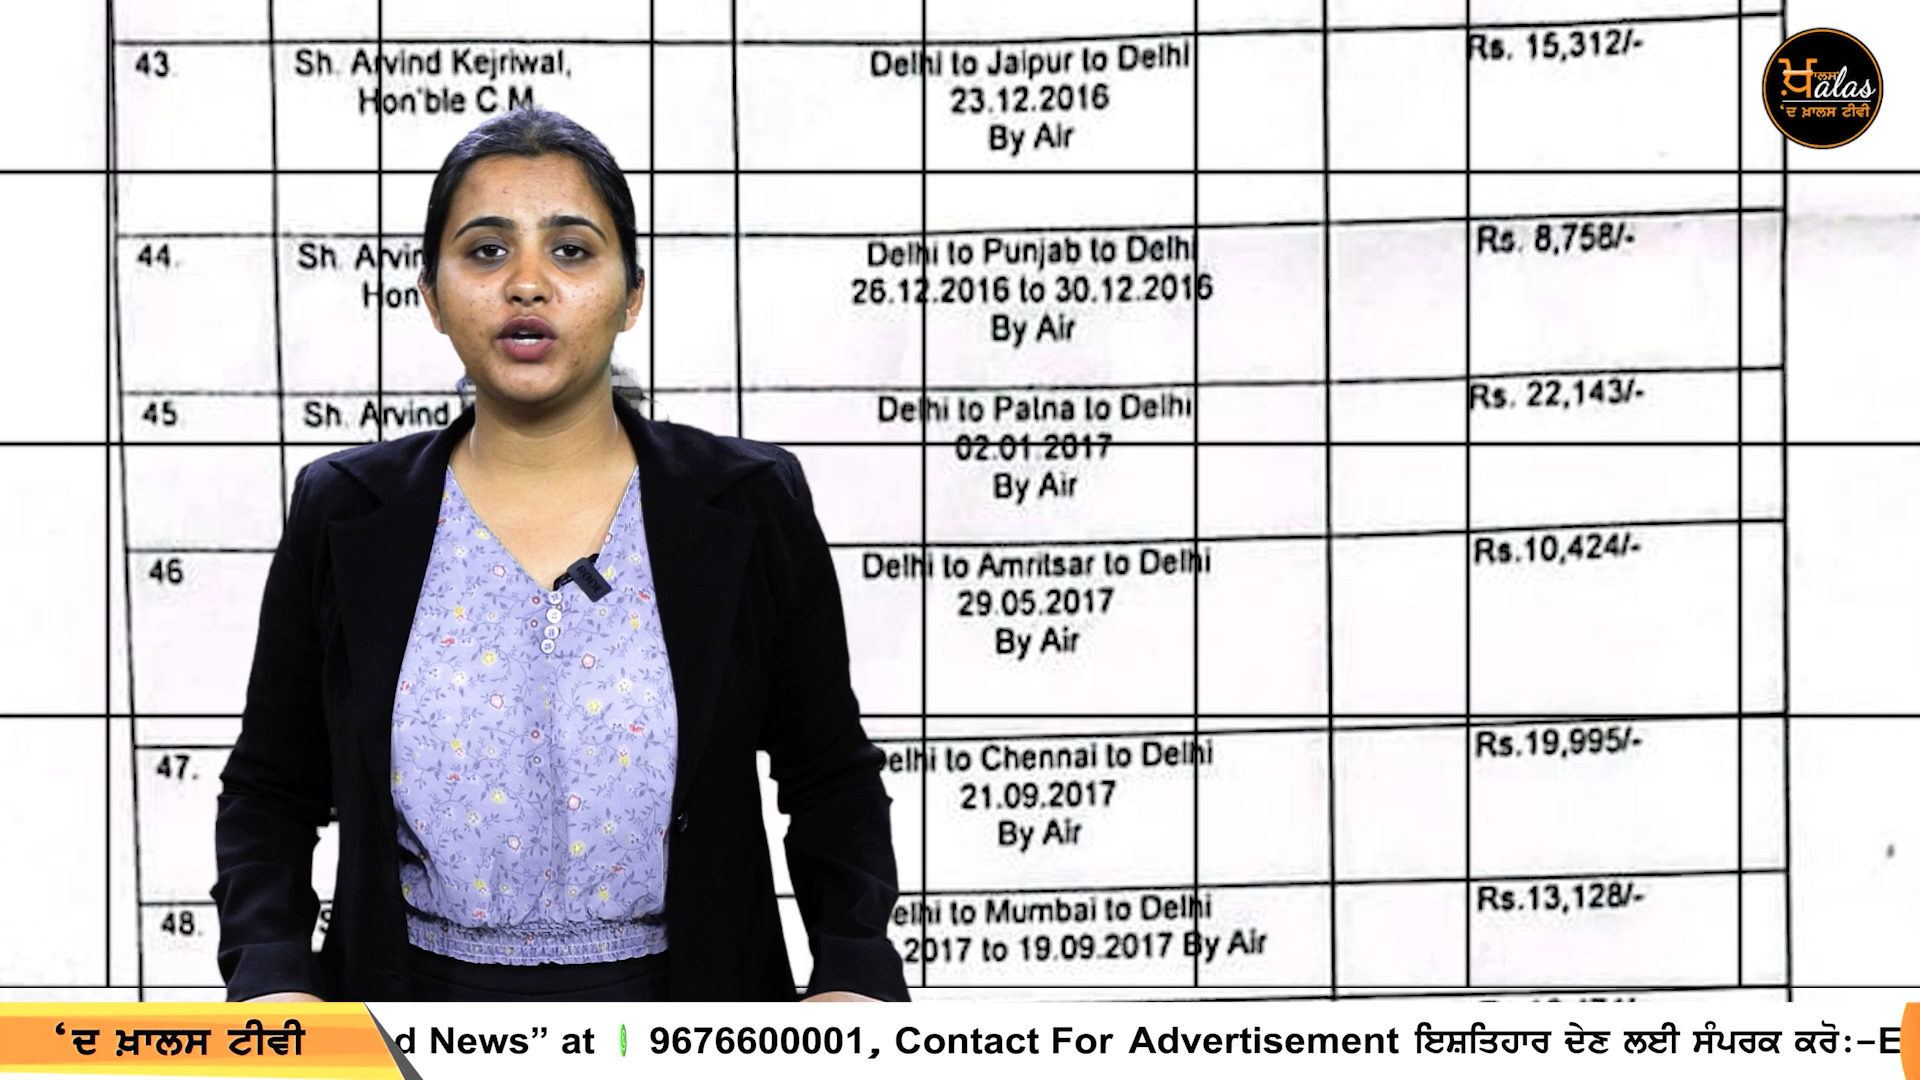 43
Sh. Arvind Kejriwal,
Hon'ble C.M.
Delhi to Jaipur to Delhi
23.12.2016
By Air
Rs. 15,312/-
ਖ਼ਾਲਸ
alas
'ਦ ਖ਼ਾਲਸ ਟੀਵੀ
44.
Sh. Arvin
Hon
Delhi to Punjab to Delhi
26.12.2016 to 30.12.2016
By Air
Rs. 8,758/-
45
Sh. Arvind
Delhi to Patna to Delhi
02.01.2017
By Air
Rs. 22,143/-
46
Delhi to Amritsar to Delhi
29.05.2017
By Air
Rs.10,424/-
47.
elhi to Chennai to Delhi
21.09.2017
By Air
Rs.19,995/-
48.
elhi to Mumbai to Delhi
2017 to 19.09.2017 By Air
Rs.13,128/-
RODE
'ਦ ਖ਼ਾਲਸ ਟੀਵੀ
d News” at 9676600001, Contact For Advertisement ਇਸ਼ਤਿਹਾਰ ਦੇਣ ਲਈ ਸੰਪਰਕ ਕਰੋ:–E